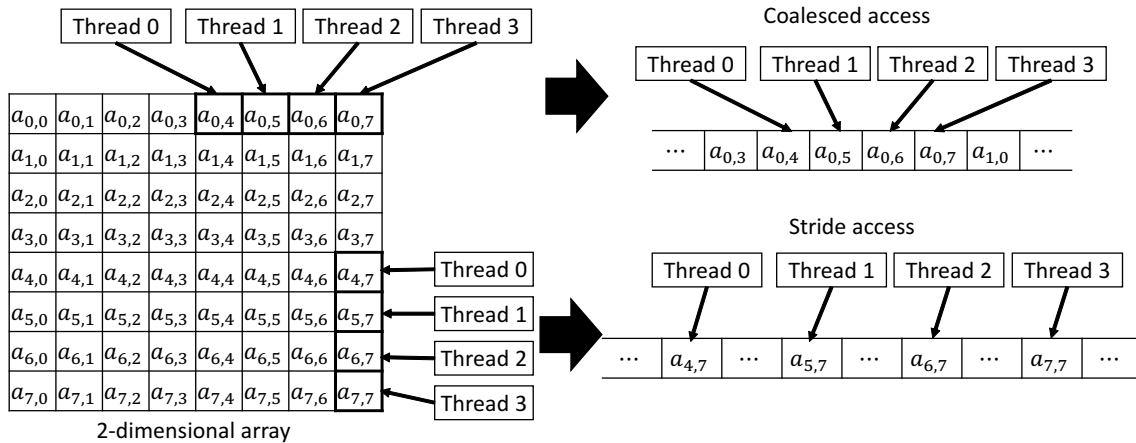 Thread 0 Thread 1 Thread 2 Thread 3
a0,0 a0,1 a0,2 a0,3 a0,4 a0,5 a0,6 a0,7
a1,0 a1,1 a1,2 a1,3 a1,4 a1,5 a1,6 a1,7
a2,0 a2,1 a2,2 a2,3 a2,4 a2,5 a2,6 a2,7
a3,0 a3,1 a3,2 a3,3 a3,4 a3,5 a3,6 a3,7
a4,0 a4,1 a4,2 a4,3 a4,4 a4,5 a4,6 a4,7
a5,0 a5,1 a5,2 a5,3 a5,4 a5,5 a5,6 a5,7
a6,0 a6,1 a6,2 a6,3 a6,4 a6,5 a6,6 a6,7
a7,0 a7,1 a7,2 a7,3 a7,4 a7,5 a7,6 a7,7
Thread 0
Thread 1
Thread 2
Thread 3
2-dimensional array
Coalesced access
Thread 0 Thread 1 Thread 2 Thread 3
⋯ a0,3 a0,4 a0,5 a0,6 a0,7 a1,0 ⋯
Stride access
Thread 0 Thread 1 Thread 2 Thread 3
⋯ a4,7 ⋯ a5,7 ⋯ a6,7 ⋯ a7,7 ⋯